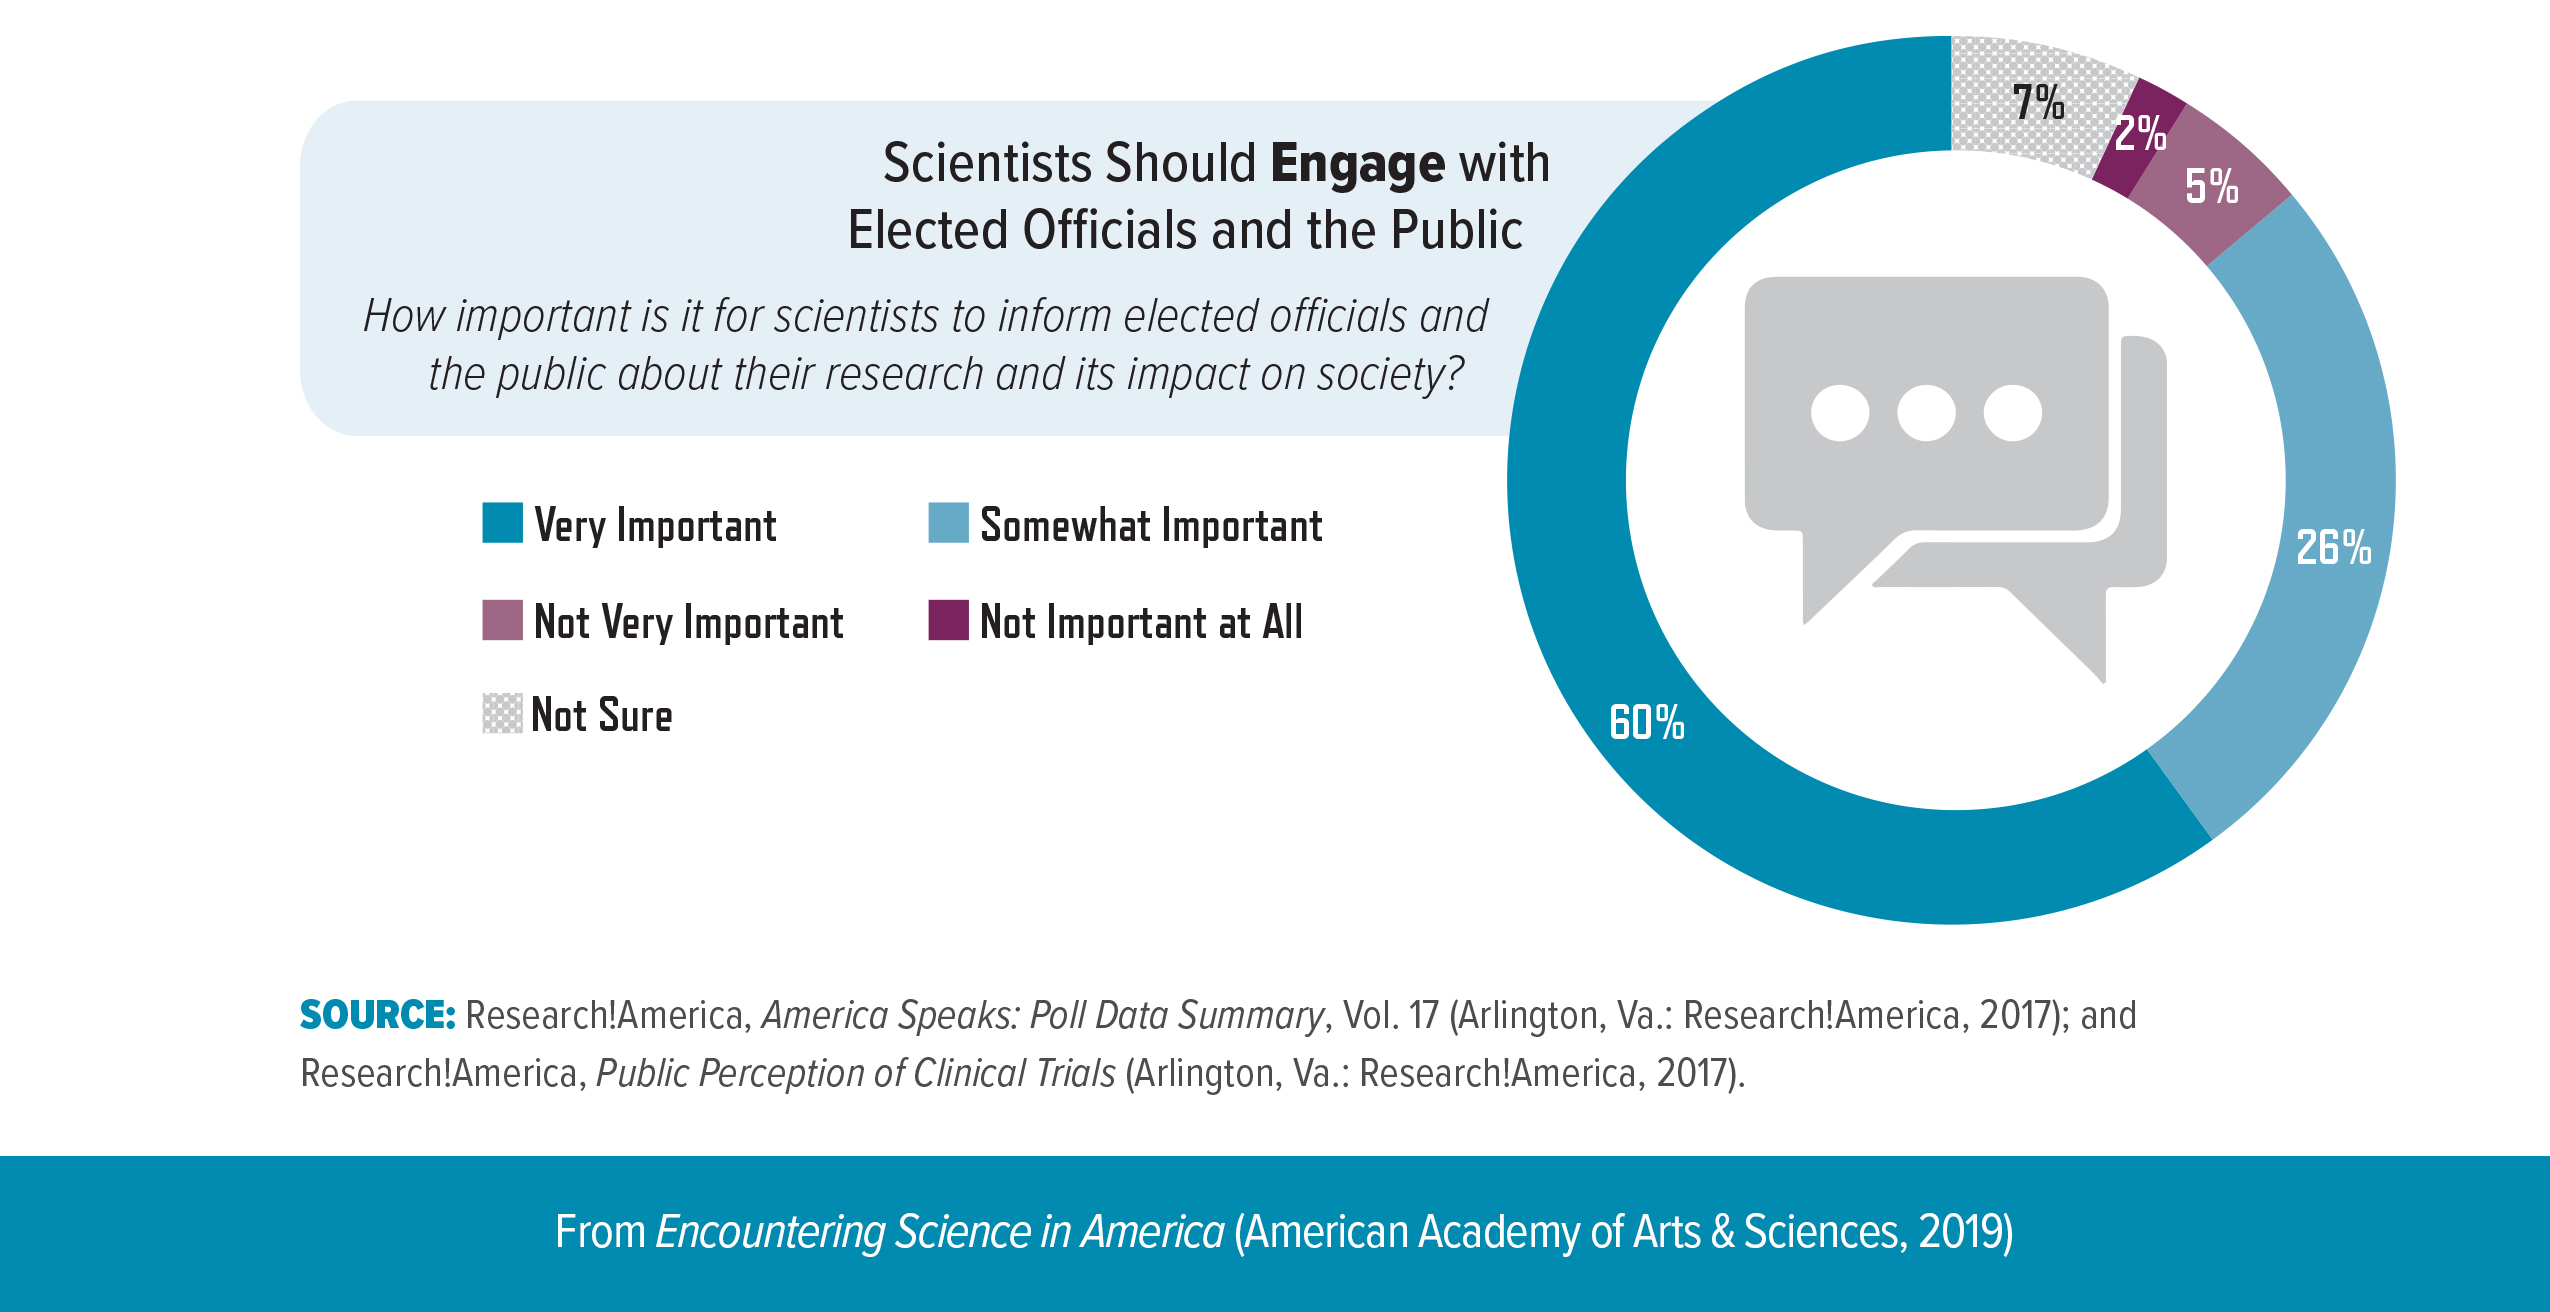 Scientists Should Engage with
Elected Officials and the Public
How important is it for scientists to inform elected officials and
the public about their research and its impact on society?
Very Important
Somewhat Important
Not Very Important
Not Important at All
Not Sure
7%
2%
5%
26%
60%
SOURCE: Research!America, America Speaks: Poll Data Summary, Vol. 17 (Arlington, Va.: Research!America, 2017); and
Research!America, Public Perception of Clinical Trials (Arlington, Va.: Research!America, 2017).
From Encountering Science in America (American Academy of Arts & Sciences, 2019)